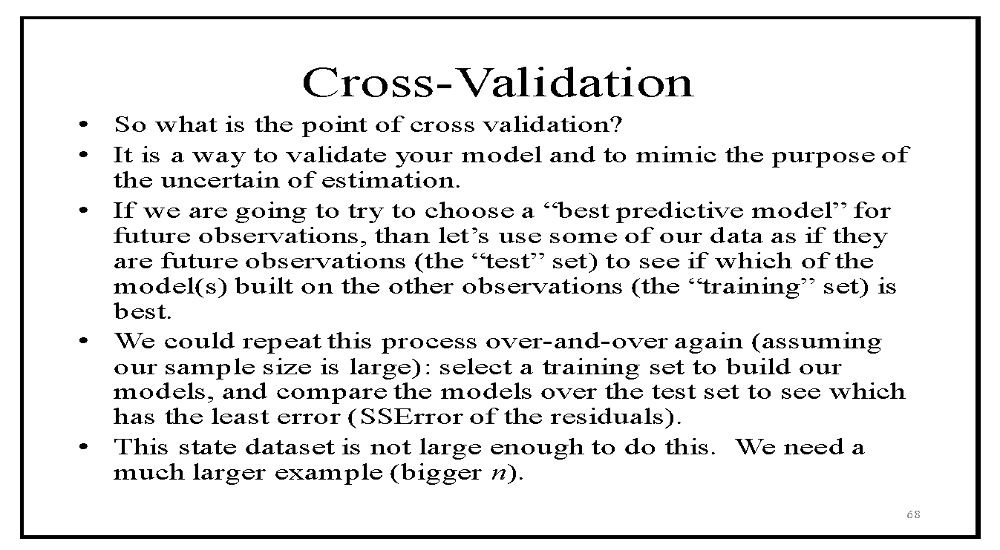 Cross-Validation
• So what is the point of cross validation?
• It is a way to validate your model and to mimic the purpose of
the uncertain of estimation.
• If we are going to try to choose a “best predictive model” for
future observations, than let’s use some of our data as if they
are future observations (the “test” set) to see if which of the
model(s) built on the other observations (the “training” set) is
best.
• We could repeat this process over-and-over again (assuming
our sample size is large): select a training set to build our
models, and compare the models over the test set to see which
has the least error (SSError of the residuals).
• This state dataset is not large enough to do this.  We need a
much larger example (bigger n).
68